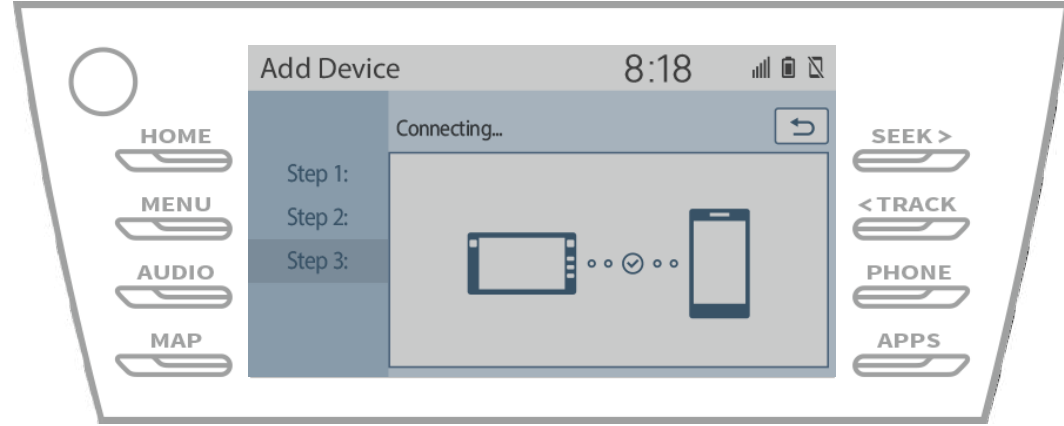 Add Device 8:18
Connecting...
Step 1:
Step 2:
Step 3:
HOME
MENU
AUDIO
MAP
SEEK >
< TRACK
PHONE
APPS